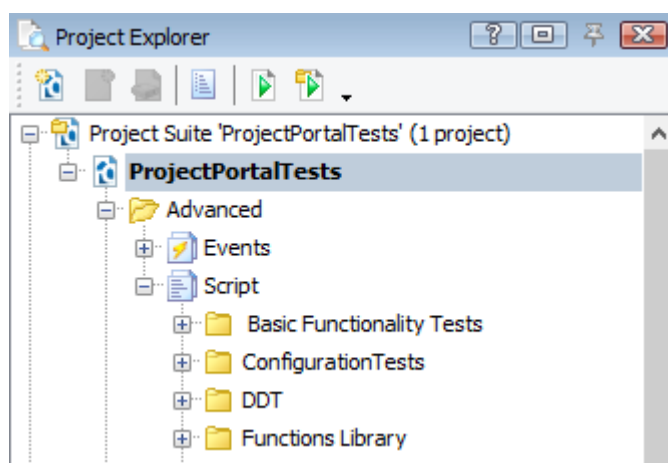 Project Explorer
?
Project Suite 'ProjectPortalTests' (1 project)
ProjectPortalTests
Advanced
Events
Script
Basic Functionality Tests
ConfigurationTests
DDT
Functions Library